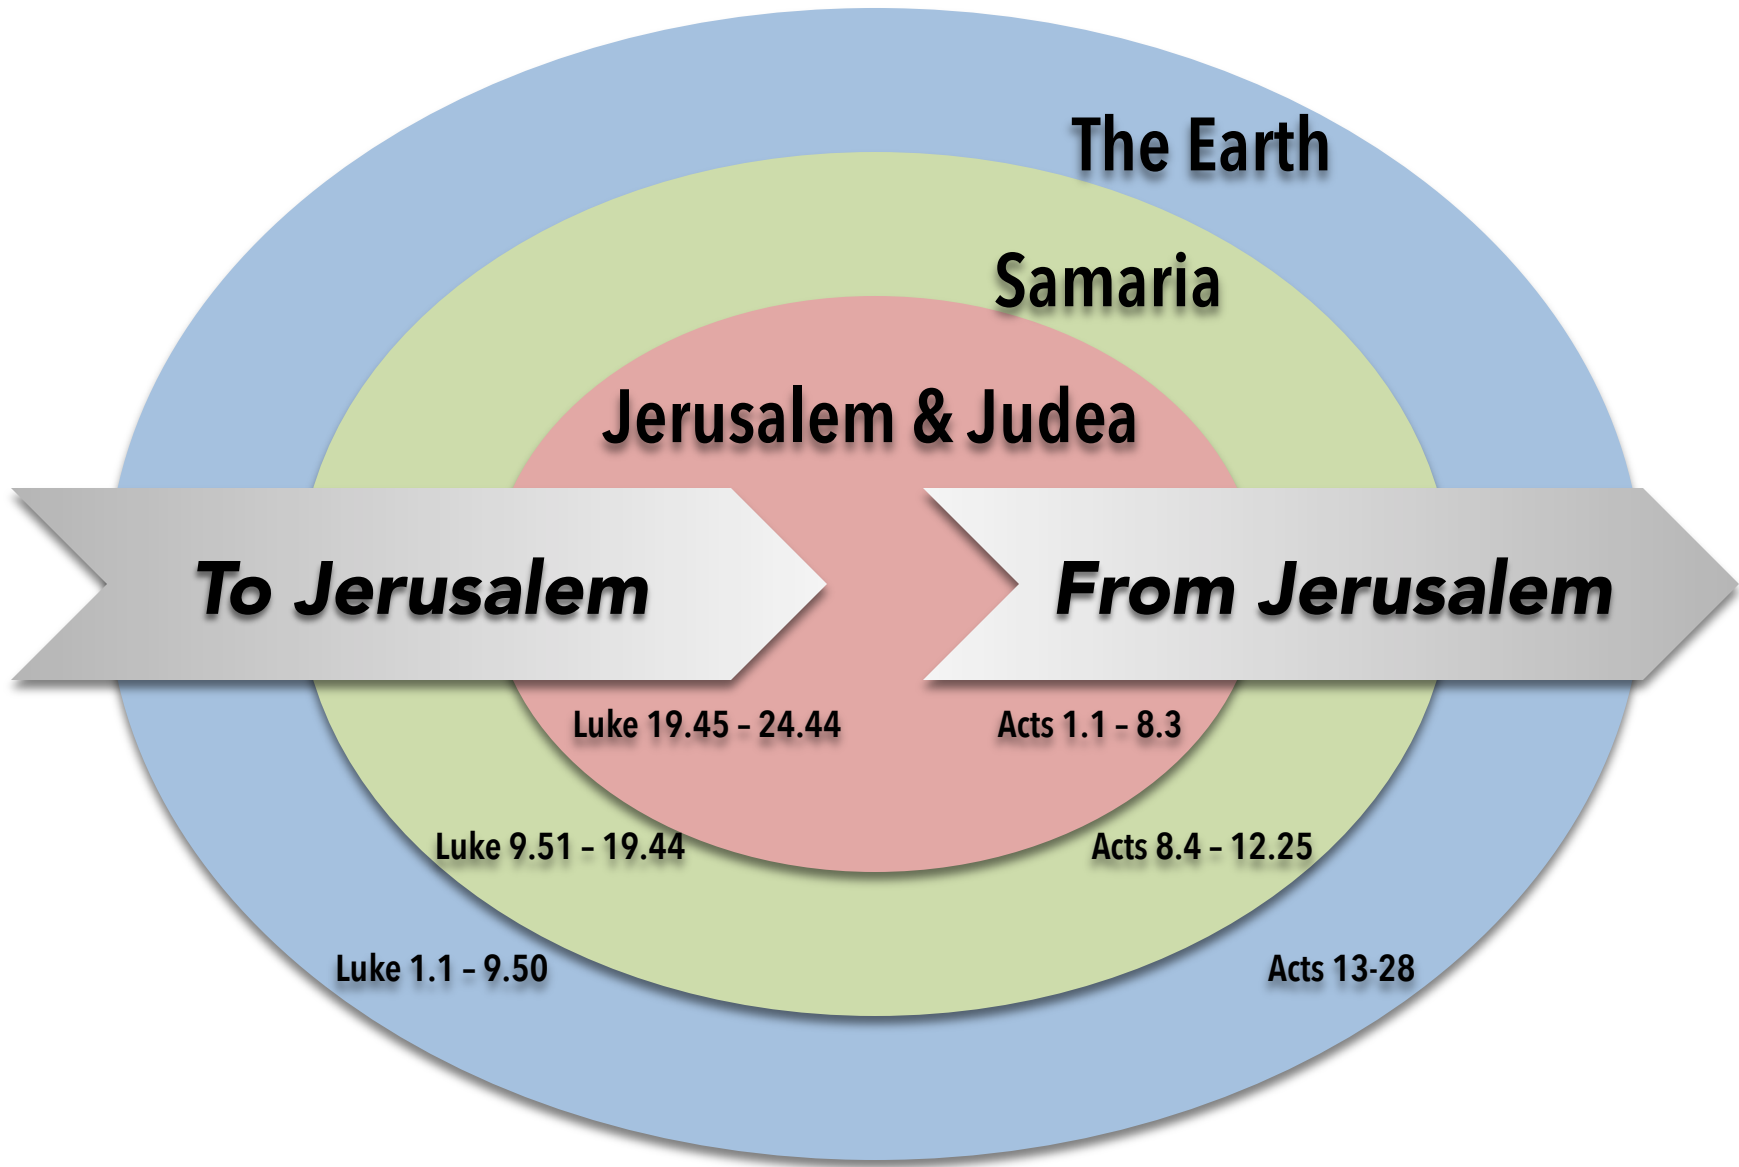 The Earth
Samaria
Jerusalem & Judea
To Jerusalem
From Jerusalem
Luke 19.45 – 24.44
Acts 1.1 – 8.3
Luke 9.51 – 19.44
Acts 8.4 – 12.25
Luke 1.1 – 9.50
Acts 13-28